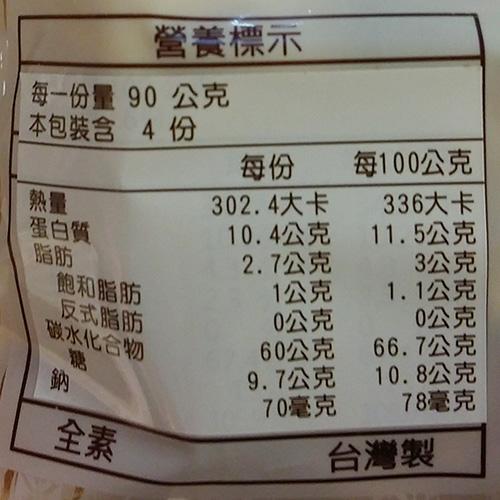 營養標示
每一份量 90 公克
本包裝含 4 份
每份 每100公克
熱量 302.4大卡 336大卡
蛋白質 10.4公克 11.5公克
脂肪 2.7公克 3公克
飽和脂肪 1公克 1.1公克
反式脂肪 0公克 0公克
碳水化合物 60公克 66.7公克
糖 9.7公克 10.8公克
鈉 70毫克 78毫克
全素 台灣製